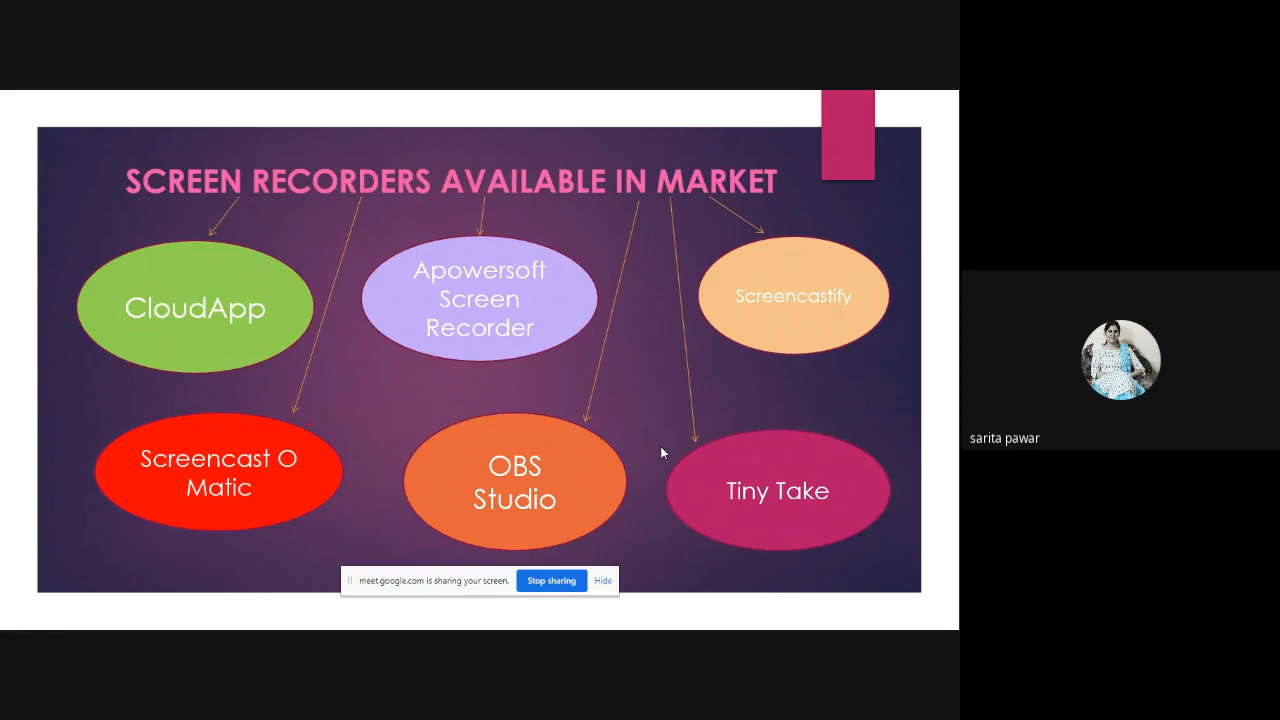 SCREEN RECORDERS AVAILABLE IN MARKET
CloudApp
Apowersoft
Screen
Recorder
Screencastify
Screencast O
Matic
OBS
Studio
Tiny Take
meet.google.com is sharing your screen.
Stop sharing
Hide
sarita pawar